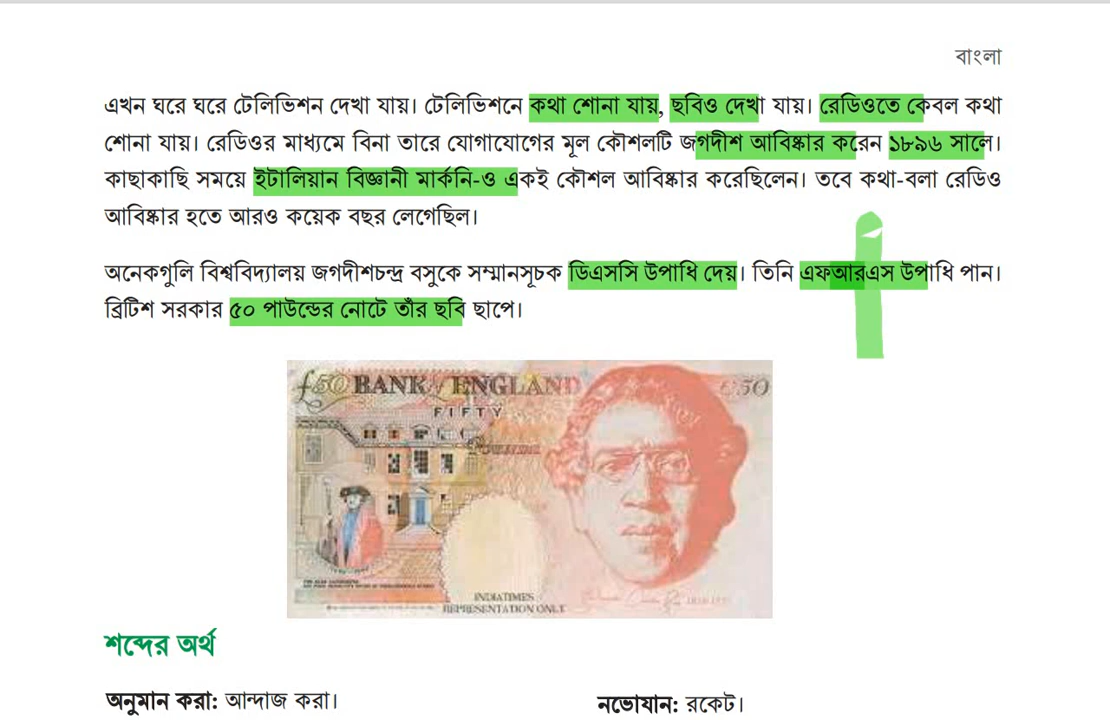 বাংলা
এখন ঘরে ঘরে টেলিভিশন দেখা যায়। টেলিভিশনে কথা শোনা যায়, ছবিও দেখা যায়। রেডিওতে কেবল কথা
শোনা যায়। রেডিওর মাধ্যমে বিনা তারে যোগাযোগের মূল কৌশলটি জগদীশ আবিষ্কার করেন ১৮৯৬ সালে।
কাছাকাছি সময়ে ইটালিয়ান বিজ্ঞানী মার্কনি-ও একই কৌশল আবিষ্কার করেছিলেন। তবে কথা-বলা রেডিও
আবিষ্কার হতে আরও কয়েক বছর লেগেছিল।
অনেকগুলি বিশ্ববিদ্যালয় জগদীশচন্দ্র বসুকে সম্মানসূচক ডিএসসি উপাধি দেয়। তিনি এফআরএস উপাধি পান।
ব্রিটিশ সরকার ৫০ পাউন্ডের নোটে তাঁর ছবি ছাপে।
£50 BANK of ENGLAND £50
FIFTY
INDIATIMES
REPRESENTATION ONLY
শব্দের অর্থ
অনুমান করা: আন্দাজ করা। নভোযান: রকেট।